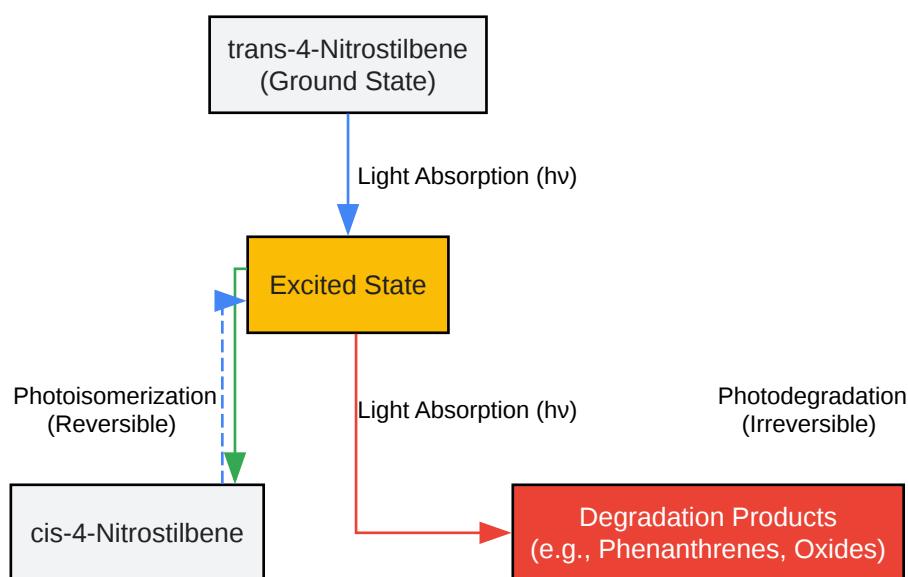 trans-4-Nitrostilbene
(Ground State)
Light Absorption (hν)
Excited State
Photoisomerization
(Reversible)
Light Absorption (hν)
Photodegradation
(Irreversible)
cis-4-Nitrostilbene
Degradation Products
(e.g., Phenanthrenes, Oxides)